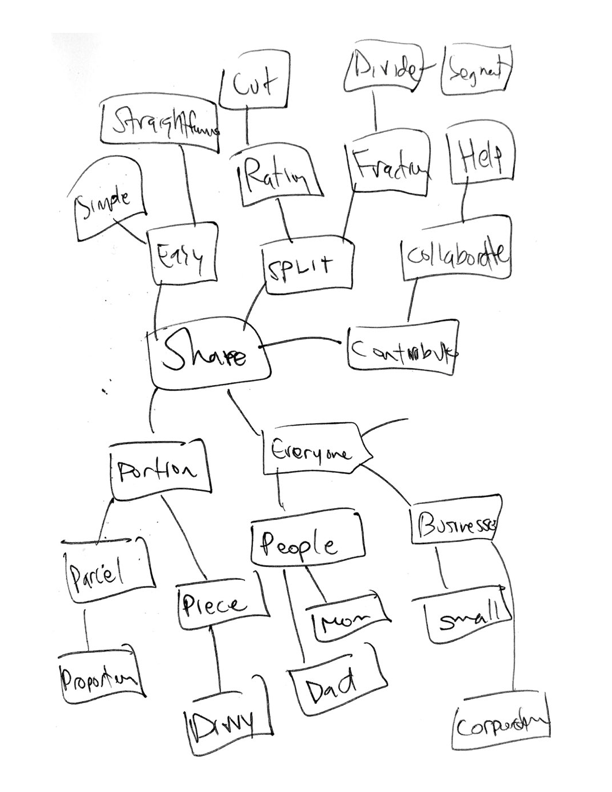 Cut
Divide
Segment
Straightforward
Ration
Fraction
Help
Simple
Easy
SPLIT
Collaborate
Share
Contribute
Portion
Everyone
Businesses
People
Parcel
Piece
Mom
Small
Proportion
Dad
Divvy
Corporation